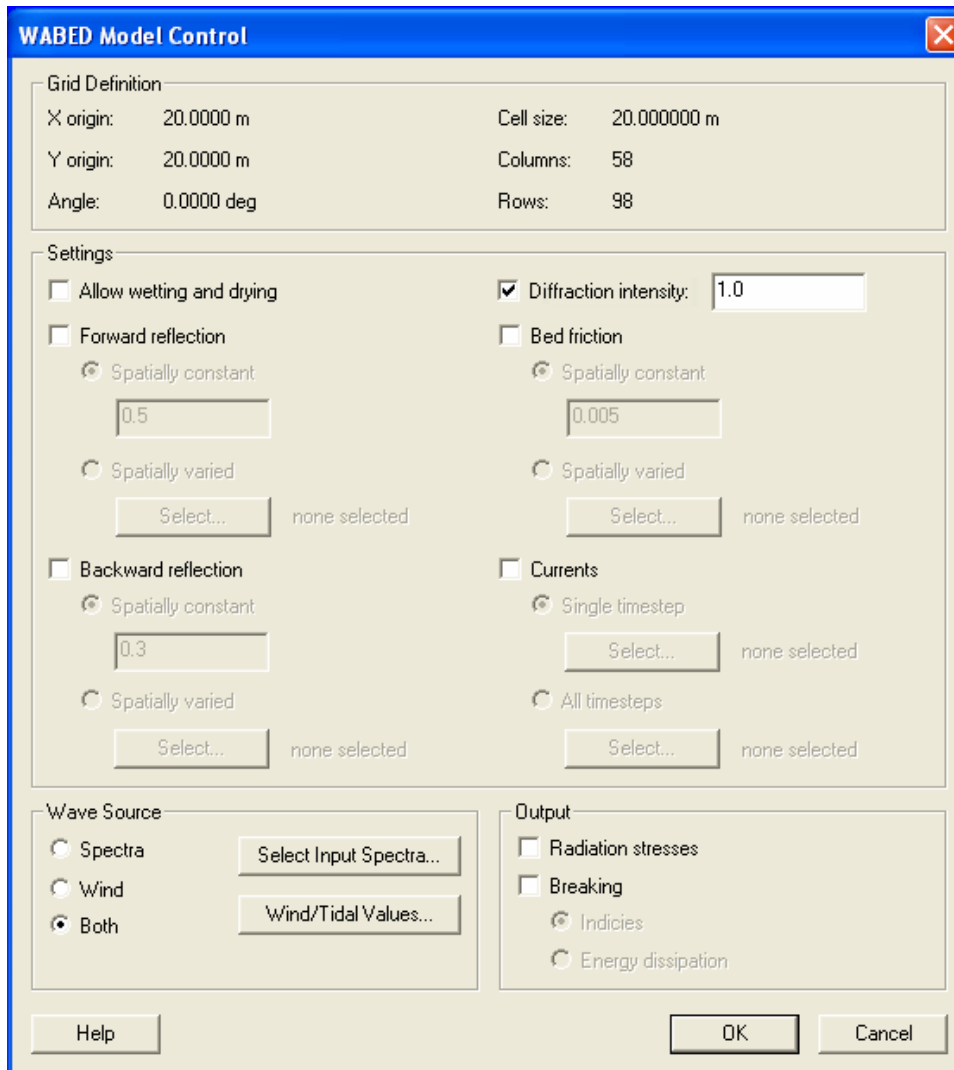 WABED Model Control
Grid Definition
X origin: 20.0000 m
Cell size: 20.000000 m
Y origin: 20.0000 m
Columns: 58
Angle: 0.0000 deg
Rows: 98
Settings
Allow wetting and drying
Diffraction intensity: 1.0
Forward reflection
Spatially constant
0.5
Spatially varied
Select... none selected
Bed friction
Spatially constant
0.005
Spatially varied
Select... none selected
Backward reflection
Spatially constant
0.3
Spatially varied
Select... none selected
Currents
Single timestep
Select... none selected
All timesteps
Select... none selected
Wave Source
Spectra
Wind
Both
Select Input Spectra...
Wind/Tidal Values...
Output
Radiation stresses
Breaking
Indicies
Energy dissipation
Help
OK
Cancel